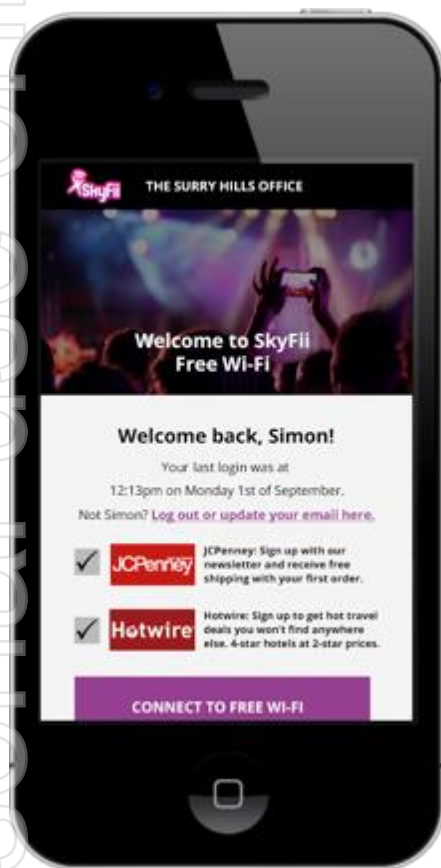 SkyFii
THE SURRY HILLS OFFICE
Welcome to SkyFii
Free Wi-Fi
Welcome back, Simon!
Your last login was at
12:13pm on Monday 1st of September.
Not Simon? Log out or update your email here.
JCPenney
JCPenney: Sign up with our
newsletter and receive free
shipping with your first order.
Hotwire
Hotwire: Sign up to get hot travel
deals you won't find anywhere
else. 4-star hotels at 2-star prices.
CONNECT TO FREE WI-FI